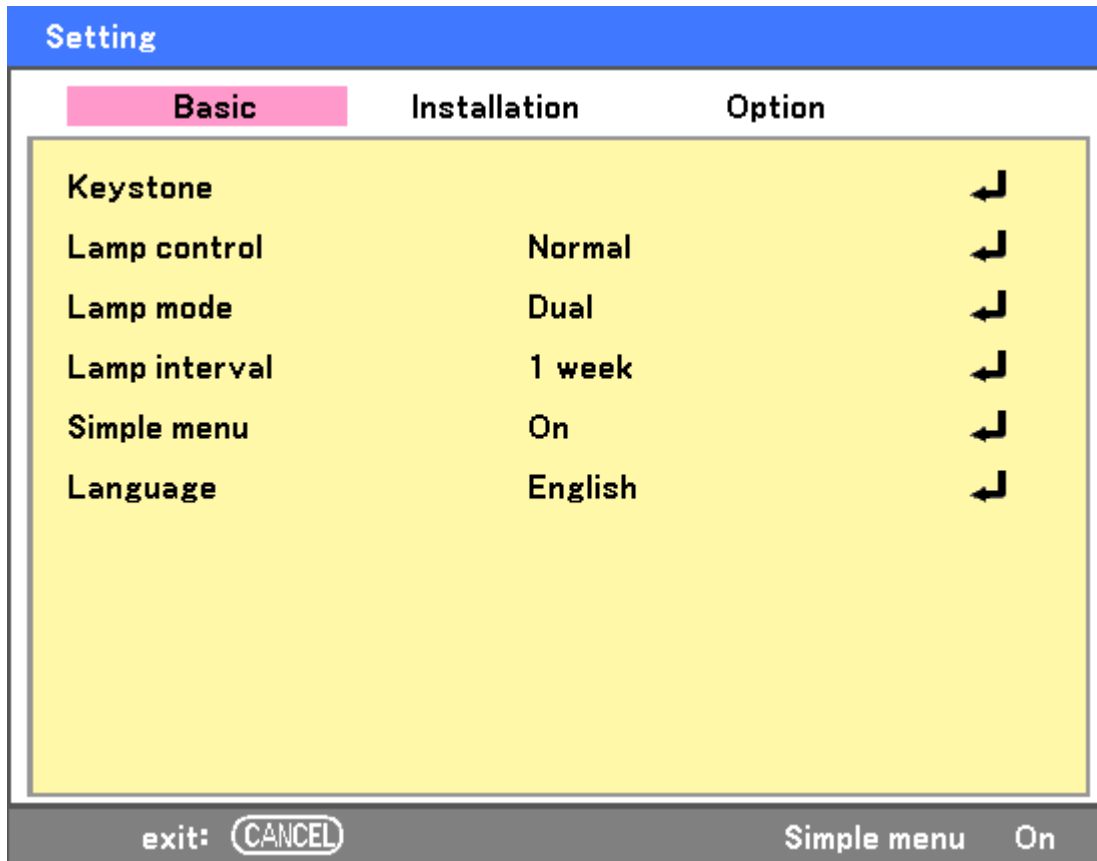 Setting
Basic Installation Option
Keystone
Lamp control Normal
Lamp mode Dual
Lamp interval 1 week
Simple menu On
Language English
exit: CANCEL Simple menu On